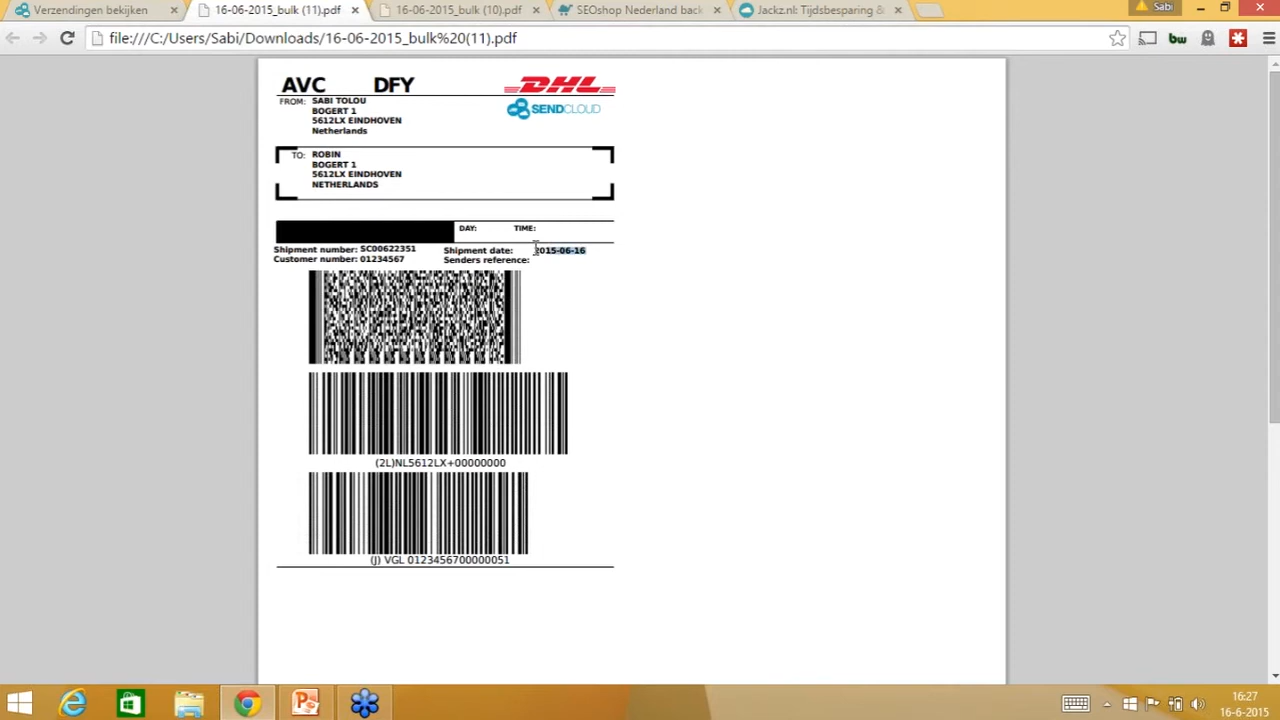 Verzendingen bekijken
16-06-2015_bulk (11).pdf
16-06-2015_bulk (10).pdf
SEOshop Nederland back
Jackz.nl: Tijdsbesparing &
Sabi
file:///C:/Users/Sabi/Downloads/16-06-2015_bulk%20(11).pdf
bw
AVC DFY
DHL
FROM: SABI TOLOU
BOGERT 1
5612LX EINDHOVEN
Netherlands
SENDCLOUD
TO: ROBIN
BOGERT 1
5612LX EINDHOVEN
NETHERLANDS
DAY: TIME:
Shipment number: SC00622351
Customer number: 01234567
Shipment date: 2015-06-16
Senders reference:
(2L)NL5612LX+00000000
(J) VGL 0123456700000051
16:27
16-6-2015